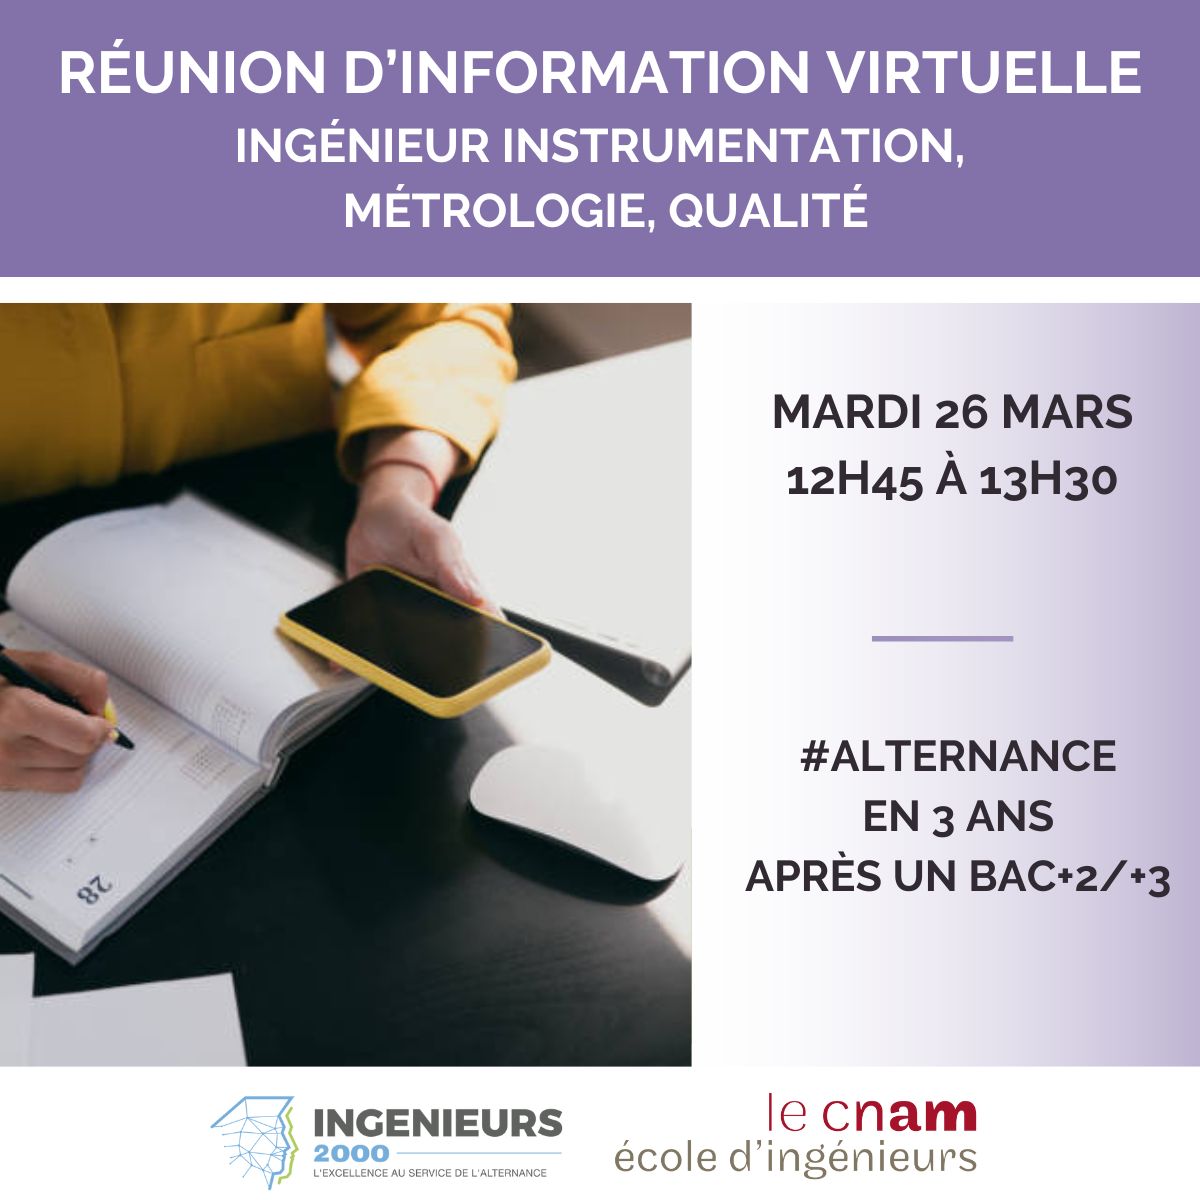 RÉUNION D’INFORMATION VIRTUELLE
INGÉNIEUR INSTRUMENTATION,
MÉTROLOGIE, QUALITÉ
MARDI 26 MARS
12H45 À 13H30
#ALTERNANCE
EN 3 ANS
APRÈS UN BAC+2/+3
28
INGENIEURS
2000
L'EXCELLENCE AU SERVICE DE L'ALTERNANCE
le cnam
école d'ingénieurs